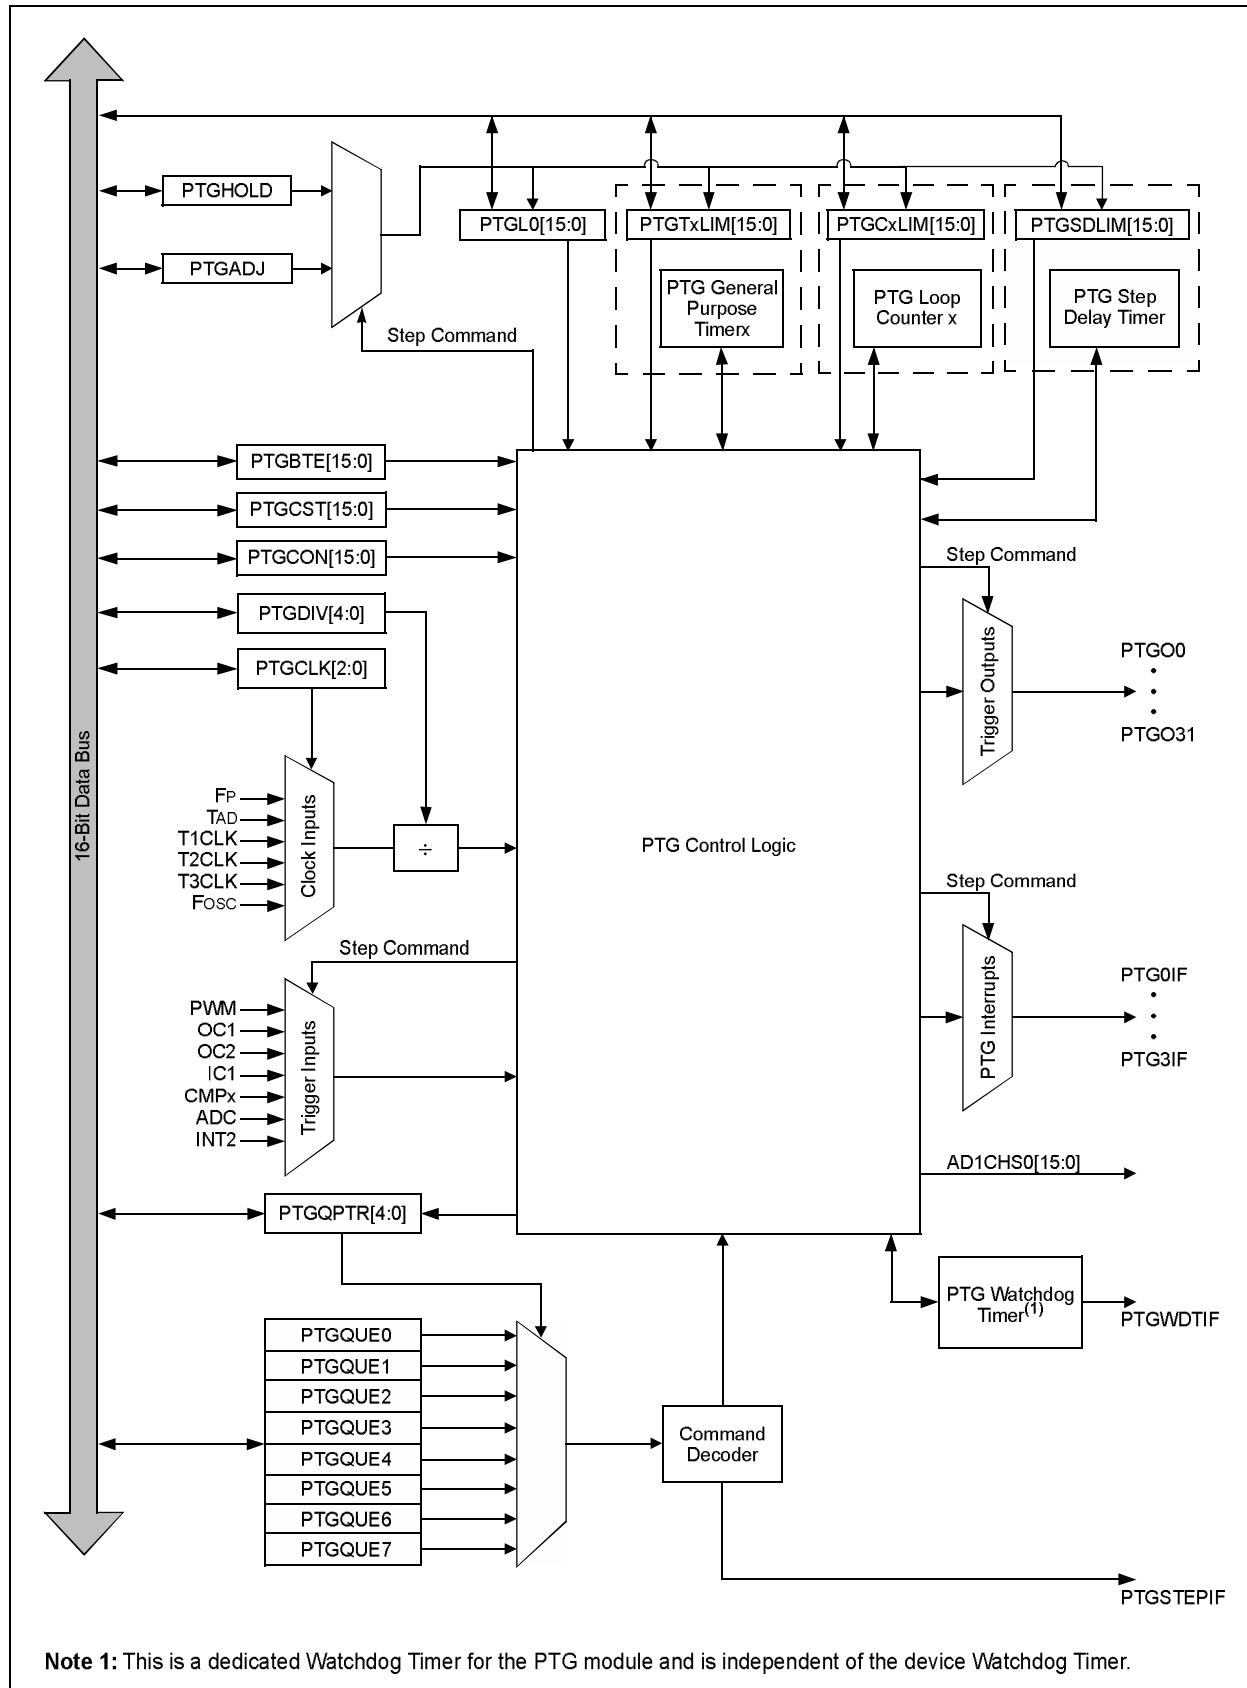 PTGHOLD
PTGADJ
PTGL0[15:0]
PTGTxLIM[15:0]
PTGCxLIM[15:0]
PTGSDLIM[15:0]
PTG General
Purpose
Timerx
PTG Loop
Counter x
PTG Step
Delay Timer
Step Command
PTGBTE[15:0]
PTGCST[15:0]
PTGCON[15:0]
PTGDIV[4:0]
PTGCLK[2:0]
16-Bit Data Bus
FP
TAD
T1CLK
T2CLK
T3CLK
FOSC
Clock Inputs
÷
PTG Control Logic
Step Command
Trigger Outputs
PTGO0
PTGO31
Step Command
PTG Interrupts
PTG0IF
PTG3IF
Step Command
PWM
OC1
OC2
IC1
CMPx
ADC
INT2
Trigger Inputs
AD1CHS0[15:0]
PTGQPTR[4:0]
PTG Watchdog
Timer(1)
PTGWDTIF
PTGQUE0
PTGQUE1
PTGQUE2
PTGQUE3
PTGQUE4
PTGQUE5
PTGQUE6
PTGQUE7
Command
Decoder
PTGSTEPIF
Note 1: This is a dedicated Watchdog Timer for the PTG module and is independent of the device Watchdog Timer.